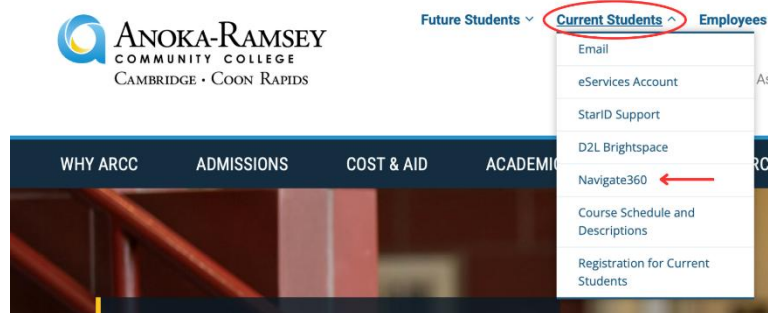 Future Students Current Students Employees
ANOKA-RAMSEY
COMMUNITY COLLEGE
CAMBRIDGE • COON RAPIDS
Email
eServices Account
StarID Support
D2L Brightspace
Navigate360
Course Schedule and
Descriptions
Registration for Current
Students
WHY ARCC ADMISSIONS COST & AID